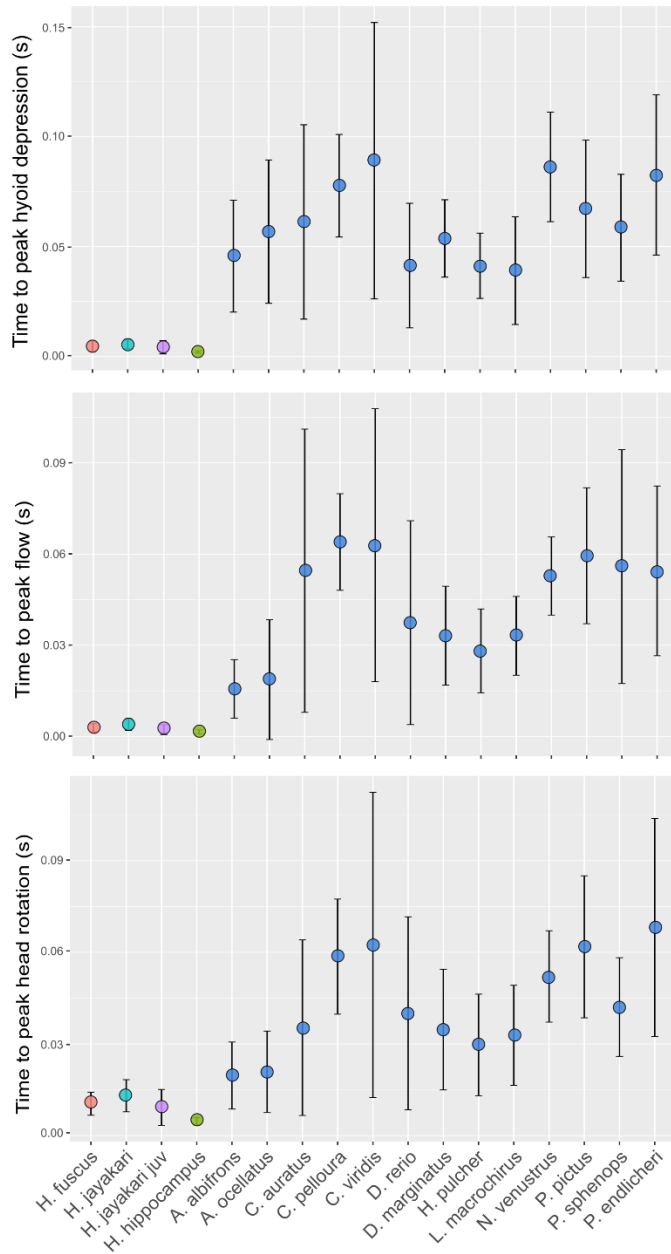 Time to peak hyoid depression (s)
0.15
0.10
0.05
0.00
Time to peak flow (s)
0.09
0.06
0.03
0.00
Time to peak head rotation (s)
0.09
0.06
0.03
0.00
H. fuscus
H. jayakari
H. jayakari juv
H. hippocampus
A. albifrons
A. ocellatus
C. auratus
C. pelloura
C. viridis
D. rerio
D. marginatus
H. pulcher
L. macrochirus
N. venustrus
P. pictus
P. sphenops
P. endlicheri